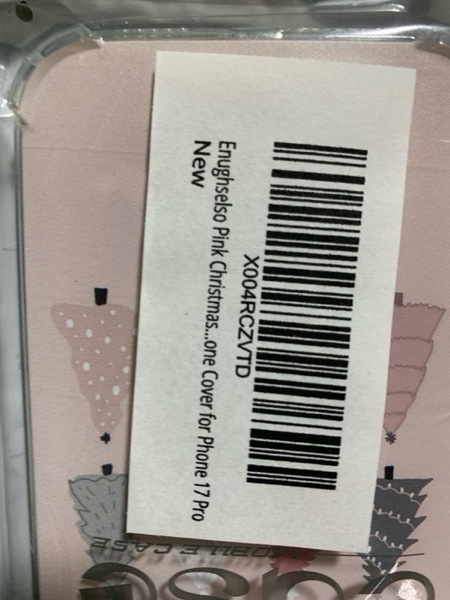 X004RCZVTD
Enughselso Pink Christmas...one Cover for Phone 17 Pro
New